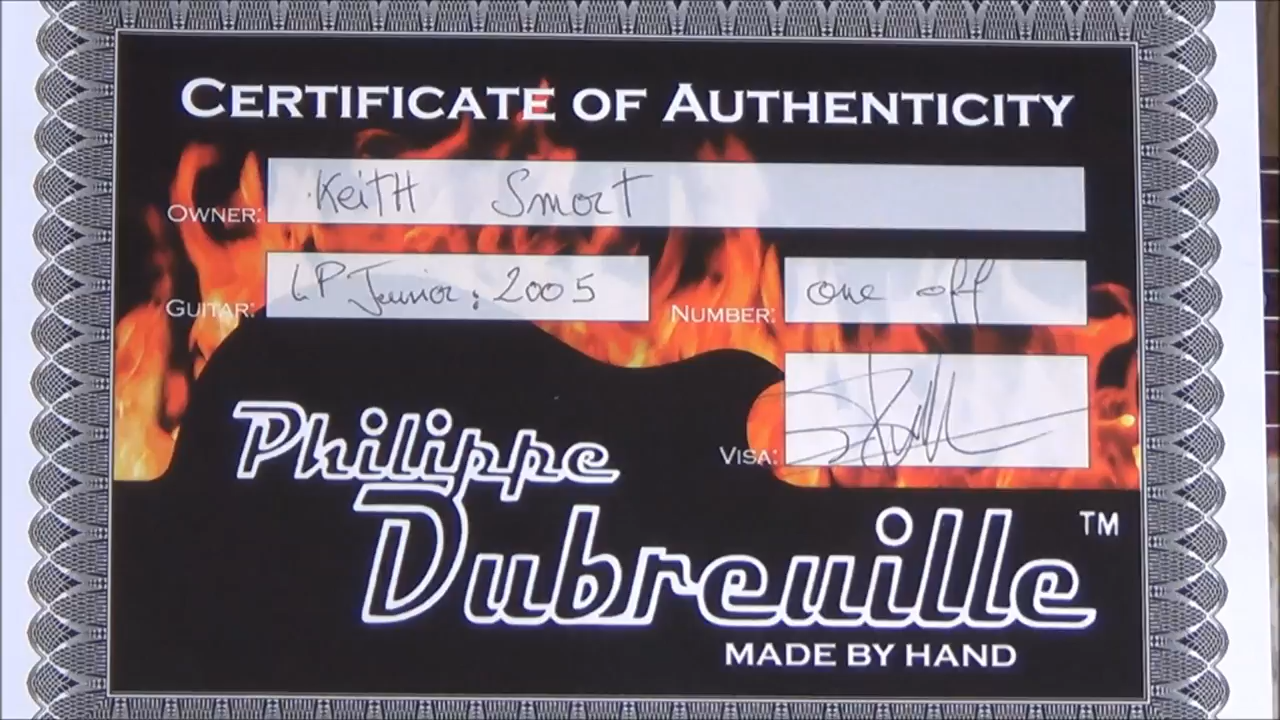 CERTIFICATE OF AUTHENTICITY
OWNER: Keith Smart
GUITAR: LP Junior: 2005 NUMBER: one off
VISA:
Philippe
Dubreuille TM
MADE BY HAND